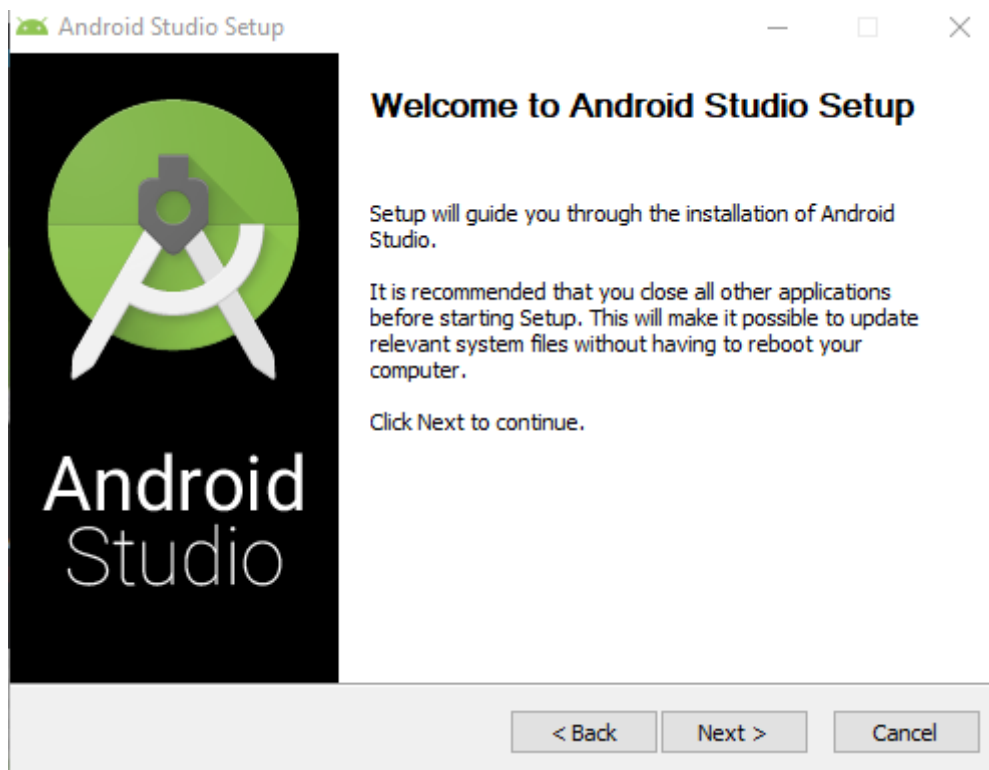 Android Studio Setup
Welcome to Android Studio Setup
Setup will guide you through the installation of Android
Studio.
It is recommended that you close all other applications
before starting Setup. This will make it possible to update
relevant system files without having to reboot your
computer.
Click Next to continue.
Android
Studio
< Back
Next >
Cancel